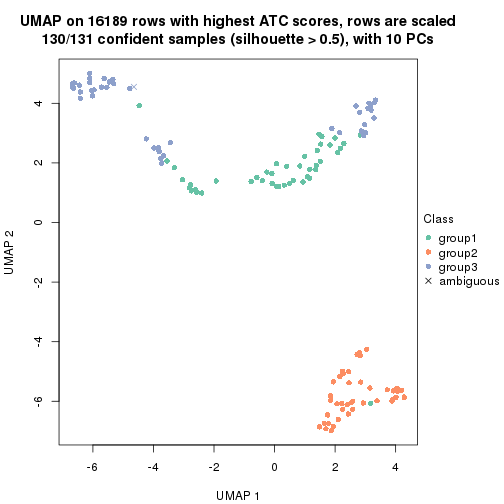 UMAP on 16189 rows with highest ATC scores, rows are scaled
130/131 confident samples (silhouette > 0.5), with 10 PCs
4
2
0
-2
-4
-6
UMAP 2
-6
-4
-2
0
2
4
UMAP 1
Class
group1
group2
group3
ambiguous